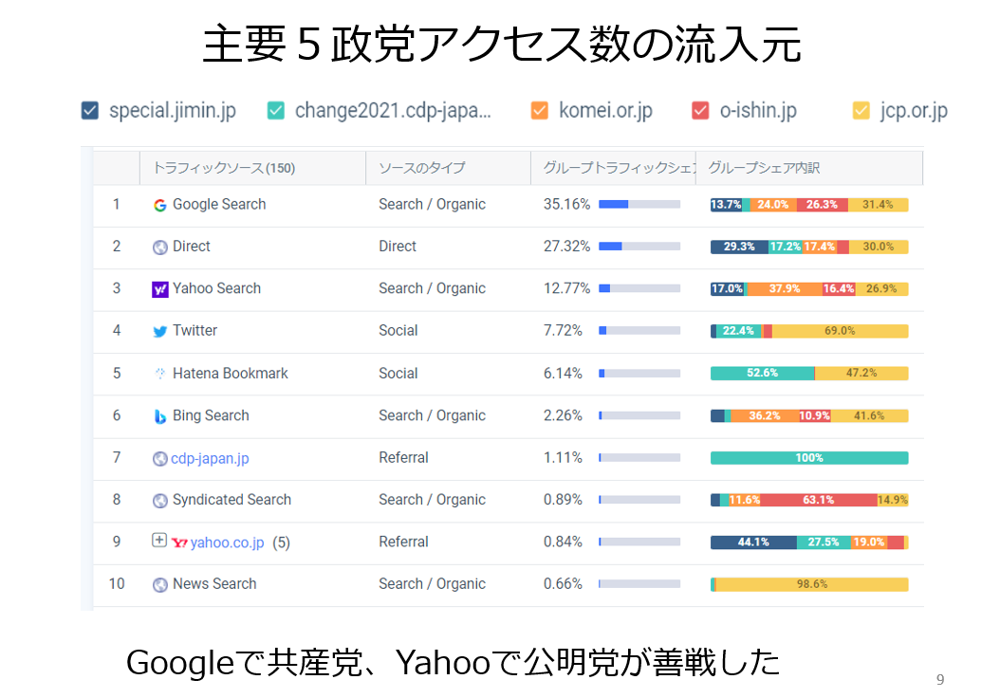 主要５政党アクセス数の流入元
special.jimin.jp change2021.cdp-japa... komei.or.jp o-ishin.jp jcp.or.jp
トラフィックソース(150) ソースのタイプ グループトラフィックシェア グループシェア内訳
1 Google Search Search / Organic 35.16% 13.7% 24.0% 26.3% 31.4%
2 Direct Direct 27.32% 29.3% 17.2% 17.4% 30.0%
3 Yahoo Search Search / Organic 12.77% 17.0% 37.9% 16.4% 26.9%
4 Twitter Social 7.72% 22.4% 69.0%
5 Hatena Bookmark Social 6.14% 52.6% 47.2%
6 Bing Search Search / Organic 2.26% 36.2% 10.9% 41.6%
7 cdp-japan.jp Referral 1.11% 100%
8 Syndicated Search Search / Organic 0.89% 11.6% 63.1% 14.9%
9 Y! yahoo.co.jp (5) Referral 0.84% 44.1% 27.5% 19.0%
10 News Search Search / Organic 0.66% 98.6%
Googleで共産党、Yahooで公明党が善戦した
9